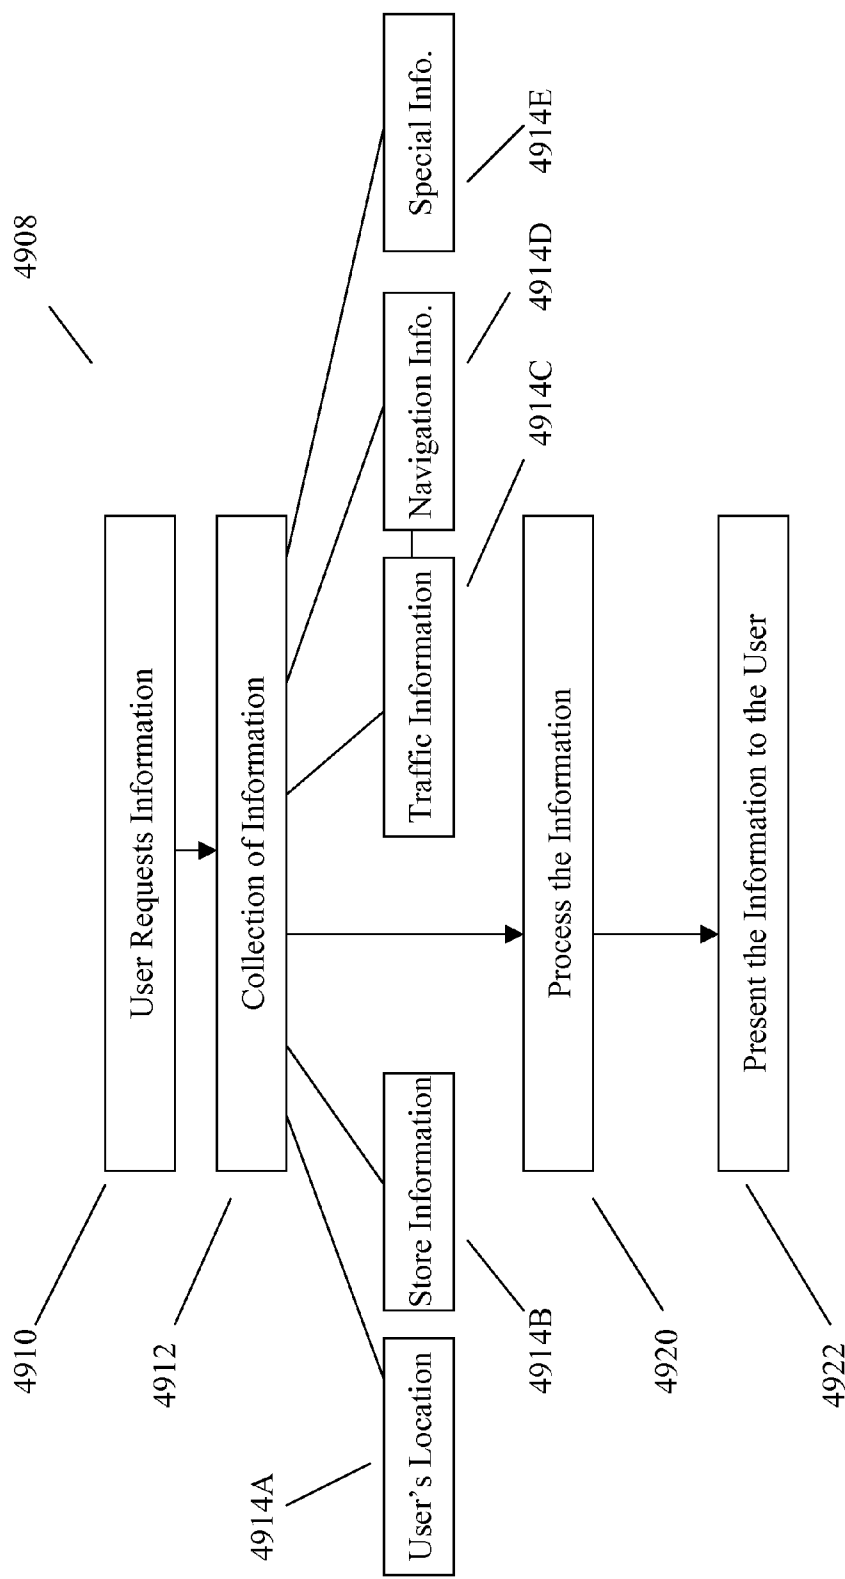 4908
4910
User Requests Information
4912
Collection of Information
4914A
User's Location
Store Information
Traffic Information
Navigation Info.
Special Info.
4914B
4914C
4914D
4914E
4920
Process the Information
4922
Present the Information to the User